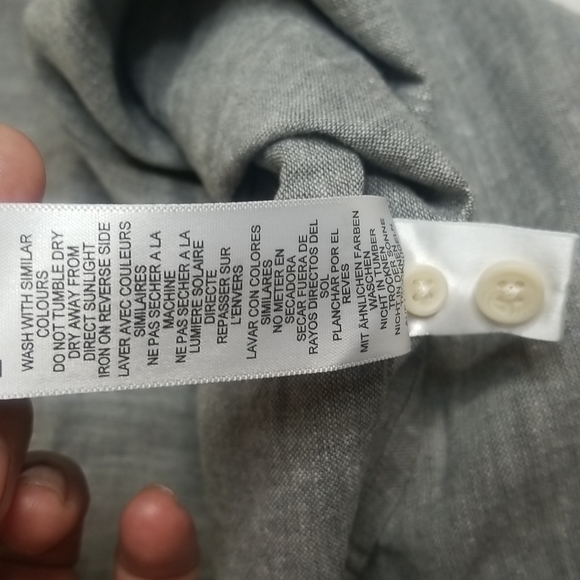 WASH WITH SIMILAR
COLOURS
DO NOT TUMBLE DRY
DRY AWAY FROM
DIRECT SUNLIGHT
IRON ON REVERSE SIDE
LAVER AVEC COULEURS
SIMILAIRES
NE PAS SECHER A LA
MACHINE
NE PAS SECHER A LA
LUMIERE SOLAIRE
DIRECTE
REPASSER SUR
L'ENVERS
LAVAR CON COLORES
SIMILARES
NO METER EN
SECADORA
SECAR FUERA DE
RAYOS DIRECTOS DEL
SOL
PLANCHAR POR EL
REVES
MIT ÄHNLICHEN FARBEN
WASCHEN
NICHT TUMBER
TROCKNEN
NICHT